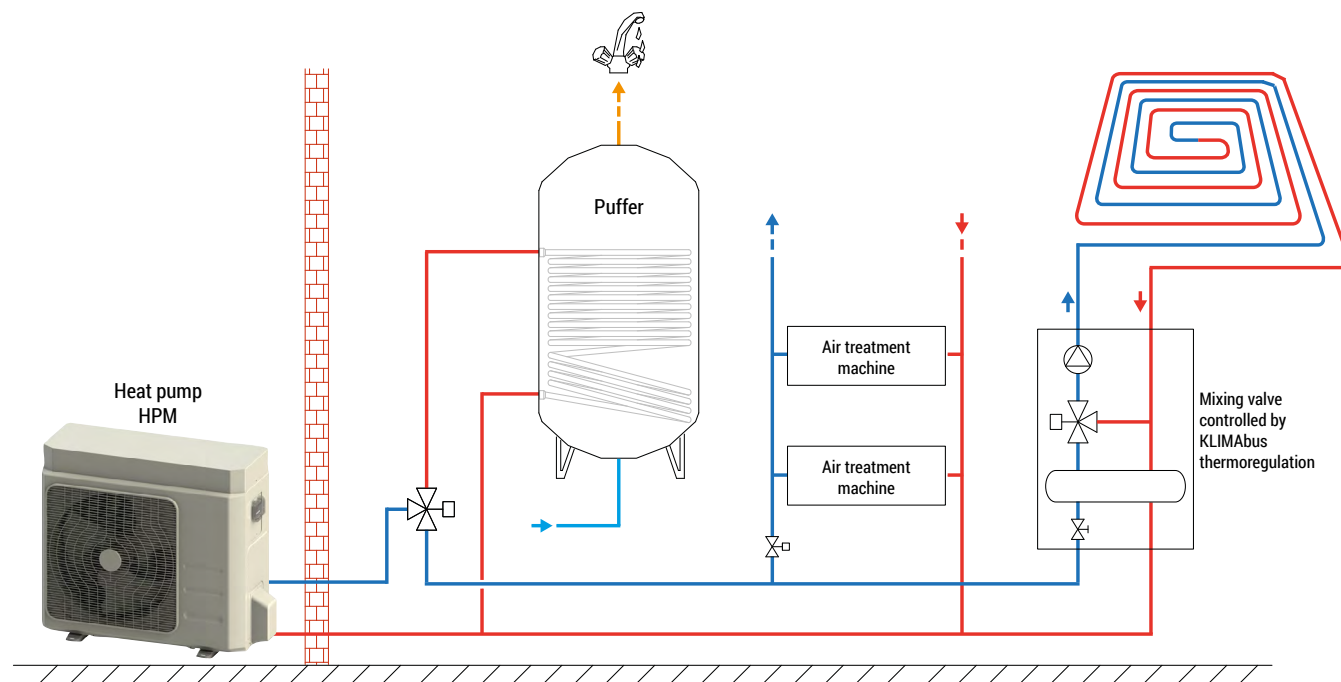 Puffer
Heat pump
HPM
Air treatment
machine
Air treatment
machine
Mixing valve
controlled by
KLIMAbus
thermoregulation